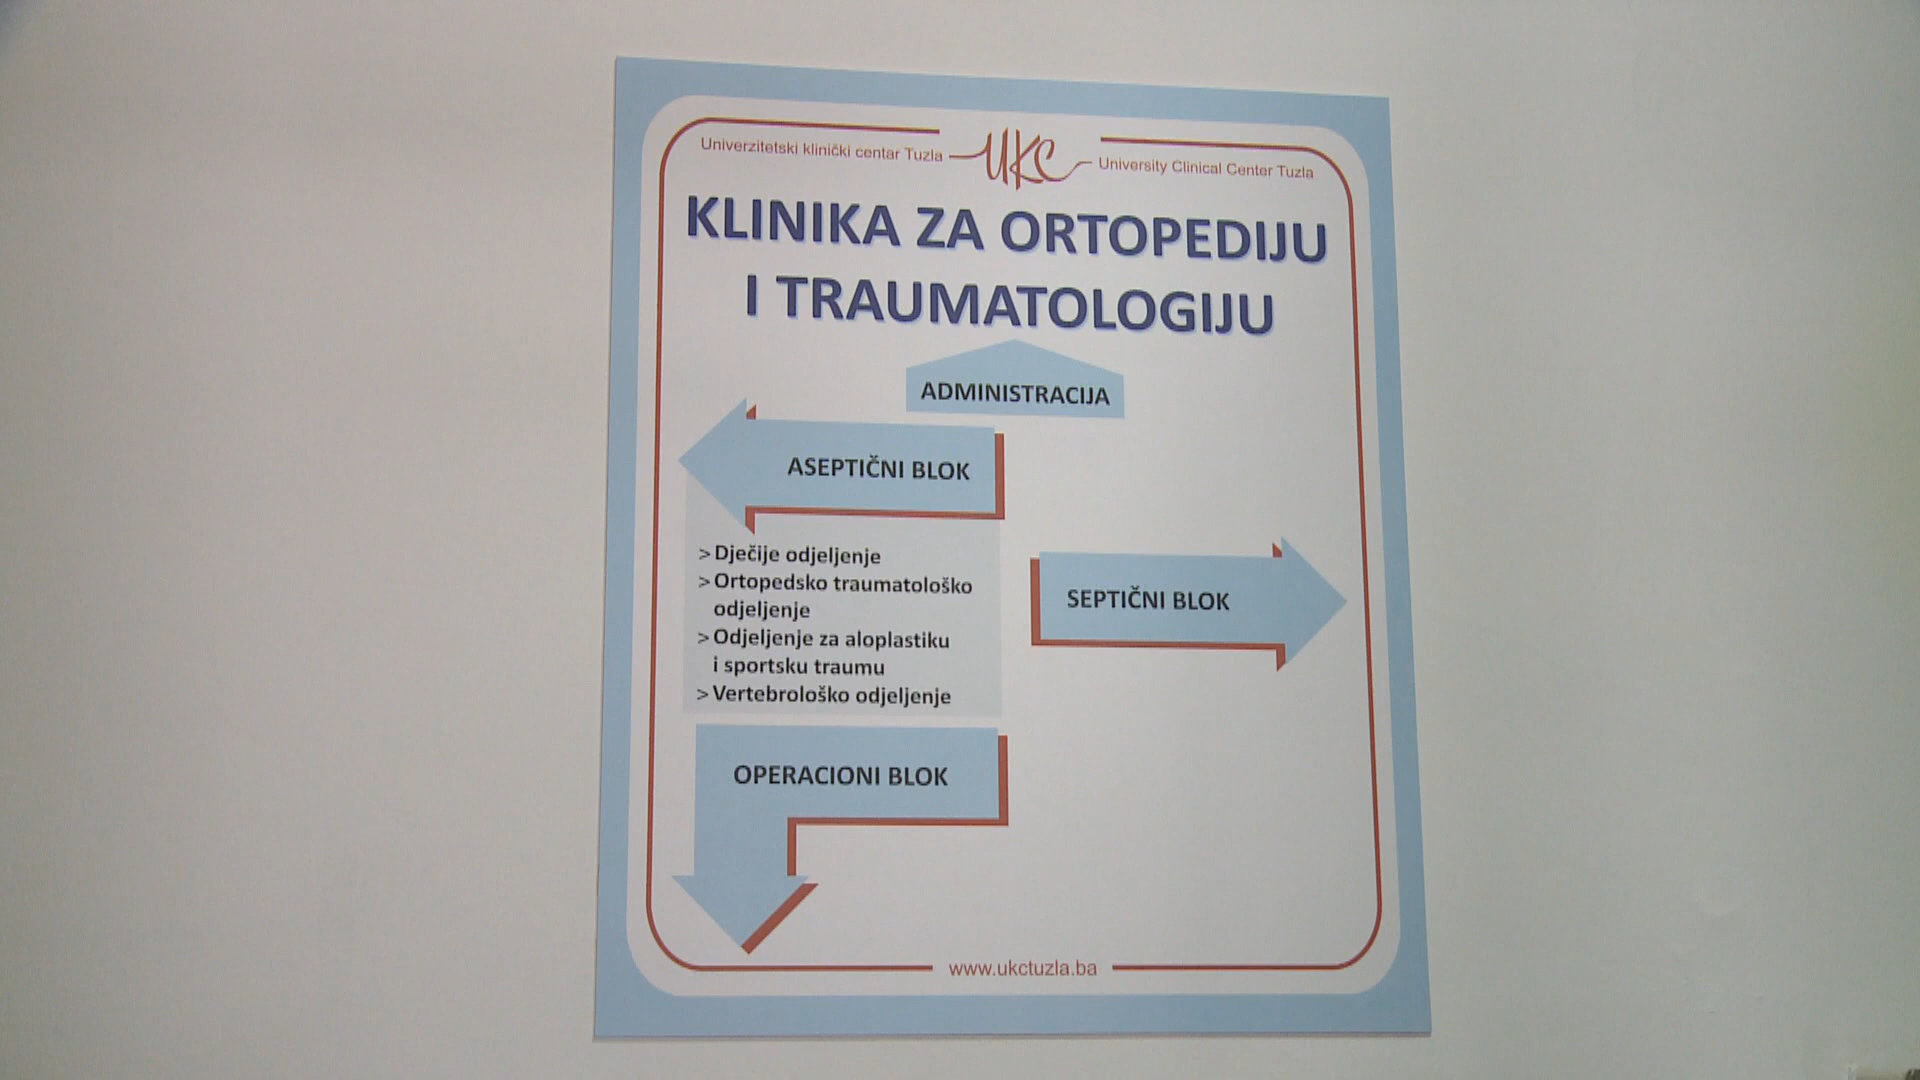 Univerzitetski klinički centar Tuzla UKC University Clinical Center Tuzla
KLINIKA ZA ORTOPEDIJU
I TRAUMATOLOGIJU
ADMINISTRACIJA
ASEPTIČNI BLOK
> Dječije odjeljenje
> Ortopedsko traumatološko
odjeljenje
> Odjeljenje za aloplastiku
i sportsku traumu
> Vertebrološko odjeljenje
SEPTIČNI BLOK
OPERACIONI BLOK
www.ukctuzla.ba